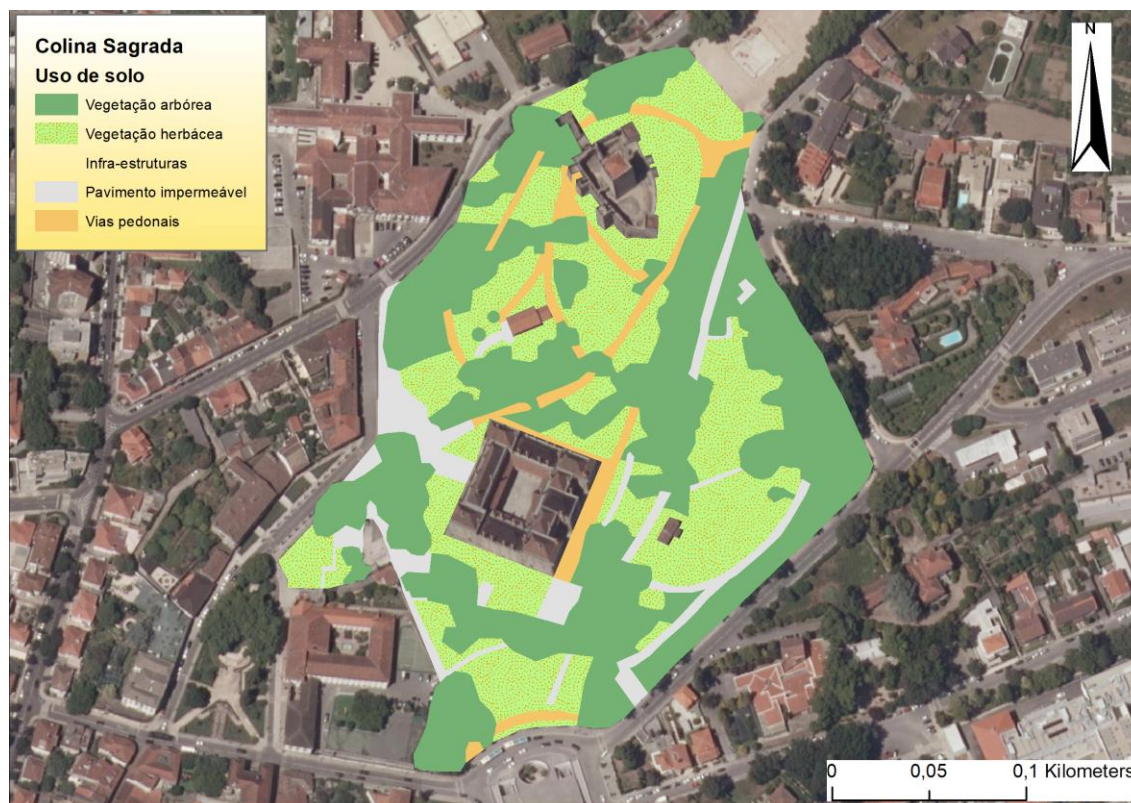 Colina Sagrada
Uso de solo
Vegetação arbórea
Vegetação herbácea
Infra-estruturas
Pavimento impermeável
Vias pedonais
N
0 0,05 0,1 Kilometers